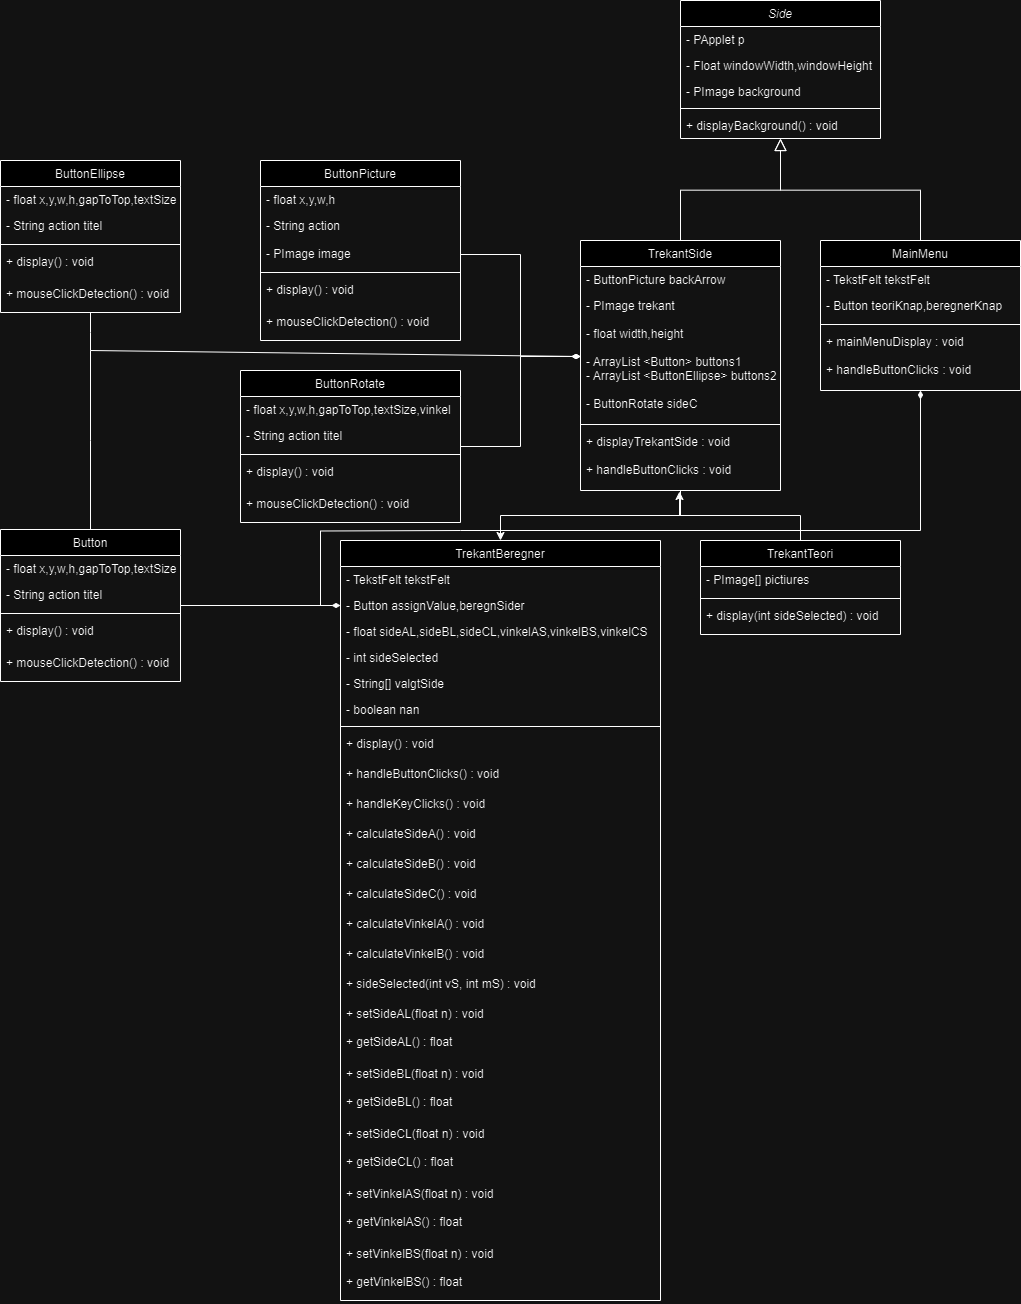 Side
- PApplet p
- Float windowWidth,windowHeight
- PImage background
+ displayBackground() : void
ButtonEllipse
- float x,y,w,h,gapToTop,textSize
- String action titel
+ display() : void
+ mouseClickDetection() : void
ButtonPicture
- float x,y,w,h
- String action
- PImage image
+ display() : void
+ mouseClickDetection() : void
TrekantSide
- ButtonPicture backArrow
- PImage trekant
- float width,height
- ArrayList <Button> buttons1
- ArrayList <ButtonEllipse> buttons2
- ButtonRotate sideC
+ displayTrekantSide : void
+ handleButtonClicks : void
MainMenu
- TekstFelt tekstFelt
- Button teoriKnap,beregnerKnap
+ mainMenuDisplay : void
+ handleButtonClicks : void
ButtonRotate
- float x,y,w,h,gapToTop,textSize,vinkel
- String action titel
+ display() : void
+ mouseClickDetection() : void
Button
- float x,y,w,h,gapToTop,textSize
- String action titel
+ display() : void
+ mouseClickDetection() : void
TrekantBeregner
- TekstFelt tekstFelt
- Button assignValue,beregnSider
- float sideAL,sideBL,sideCL,vinkelAS,vinkelBS,vinkelCS
- int sideSelected
- String[] valgtSide
- boolean nan
+ display() : void
+ handleButtonClicks() : void
+ handleKeyClicks() : void
+ calculateSideA() : void
+ calculateSideB() : void
+ calculateSideC() : void
+ calculateVinkelA() : void
+ calculateVinkelB() : void
+ sideSelected(int vS, int mS) : void
+ setSideAL(float n) : void
+ getSideAL() : float
+ setSideBL(float n) : void
+ getSideBL() : float
+ setSideCL(float n) : void
+ getSideCL() : float
+ setVinkelAS(float n) : void
+ getVinkelAS() : float
+ setVinkelBS(float n) : void
+ getVinkelBS() : float
TrekantTeori
- PImage[] pictiures
+ display(int sideSelected) : void